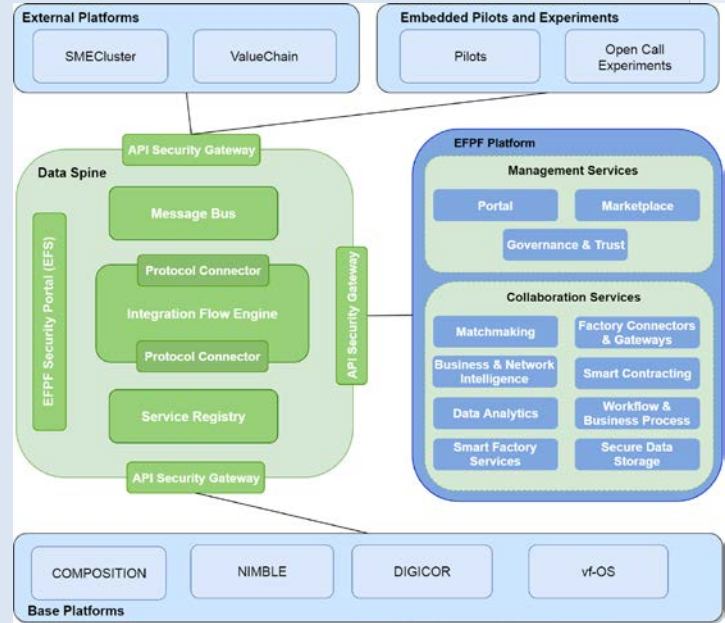 External Platforms
SMECluster
ValueChain
Embedded Pilots and Experiments
Pilots
Open Call
Experiments
API Security Gateway
Data Spine
Message Bus
EFPF Security Portal (EFS)
Protocol Connector
Integration Flow Engine
Protocol Connector
Service Registry
API Security Gateway
API Security Gateway
EFPF Platform
Management Services
Portal
Marketplace
Governance & Trust
Collaboration Services
Matchmaking
Factory Connectors
& Gateways
Business & Network
Intelligence
Smart Contracting
Data Analytics
Workflow &
Business Process
Smart Factory
Services
Secure Data
Storage
COMPOSITION
NIMBLE
DIGICOR
vf-OS
Base Platforms